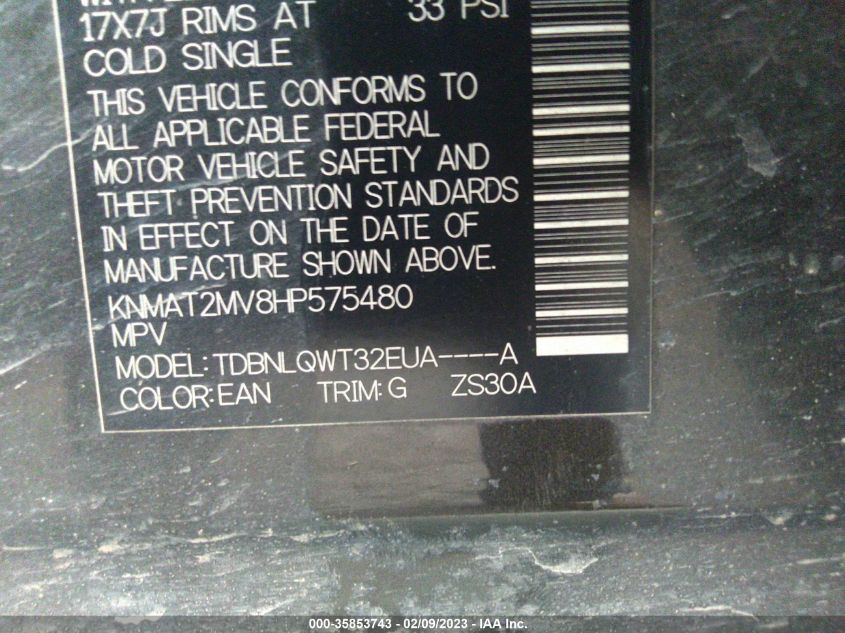 17X7J RIMS AT 33 PSI
COLD SINGLE
THIS VEHICLE CONFORMS TO
ALL APPLICABLE FEDERAL
MOTOR VEHICLE SAFETY AND
THEFT PREVENTION STANDARDS
IN EFFECT ON THE DATE OF
MANUFACTURE SHOWN ABOVE.
KNMAT2MV8HP575480
MPV
MODEL:TDBNLQWT32EUA----A
COLOR:EAN TRIM:G ZS30A
000-35853743 - 02/09/2023 - IAA Inc.